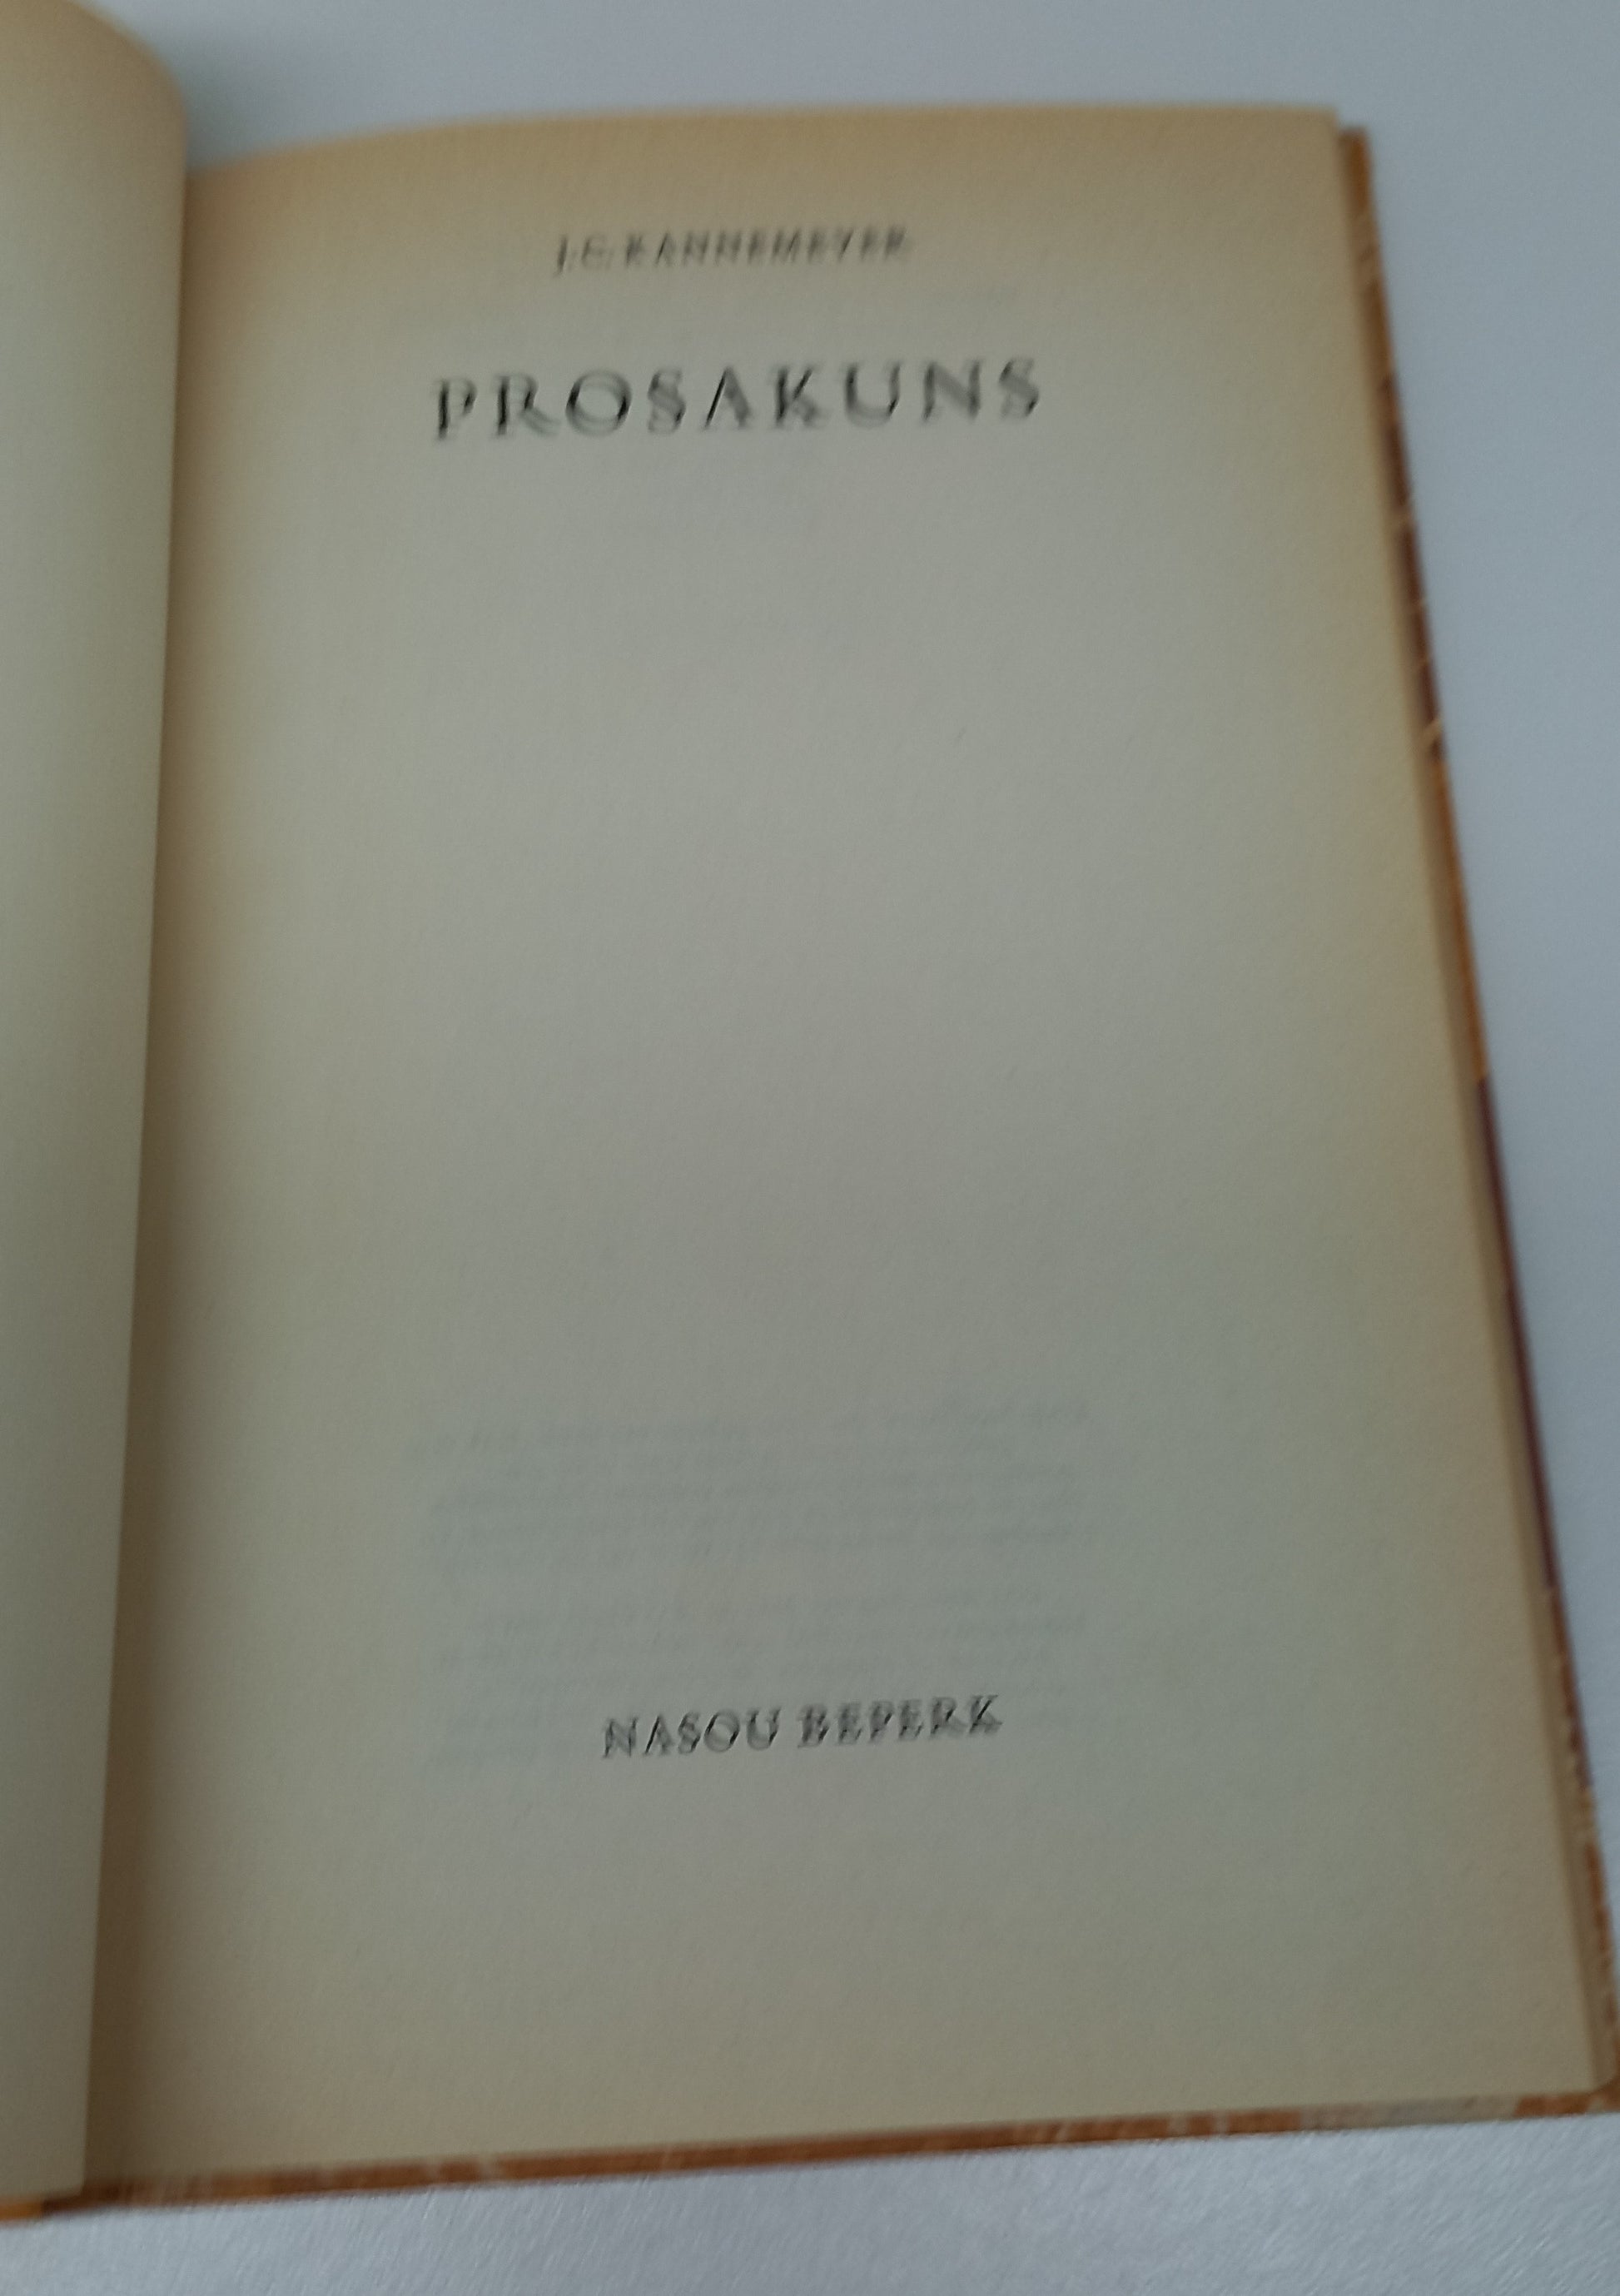 J.C. KANNEMEYER
PROSAKUNS
NASOU BEPERK